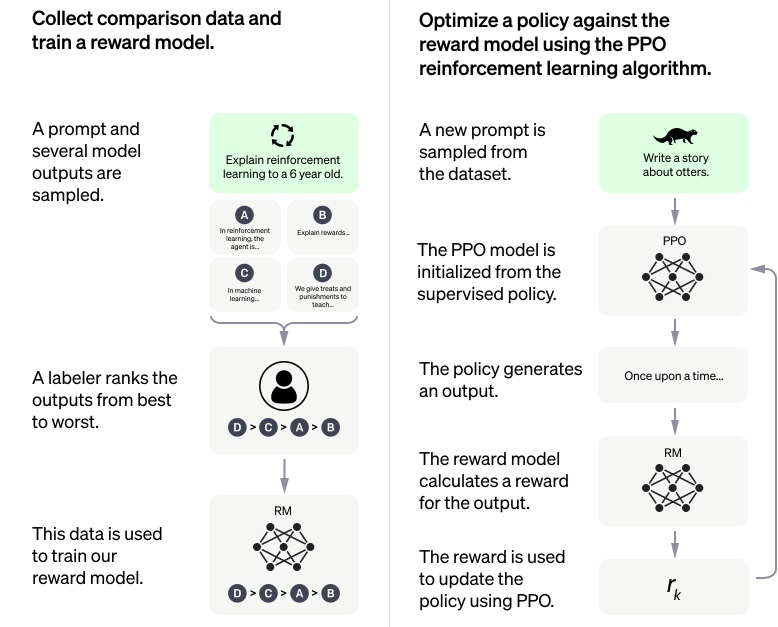 Collect comparison data and
train a reward model.
A prompt and
several model
outputs are
sampled.
Explain reinforcement
learning to a 6 year old.
A
In reinforcement
learning, the
agent is...
B
Explain rewards...
C
In machine
learning...
D
We give treats and
punishments to
teach...
A labeler ranks the
outputs from best
to worst.
D > C > A > B
This data is used
to train our
reward model.
RM
D > C > A > B
Optimize a policy against the
reward model using the PPO
reinforcement learning algorithm.
A new prompt is
sampled from
the dataset.
Write a story
about otters.
The PPO model is
initialized from the
supervised policy.
PPO
The policy generates
an output.
Once upon a time...
The reward model
calculates a reward
for the output.
RM
The reward is used
to update the
policy using PPO.
rk